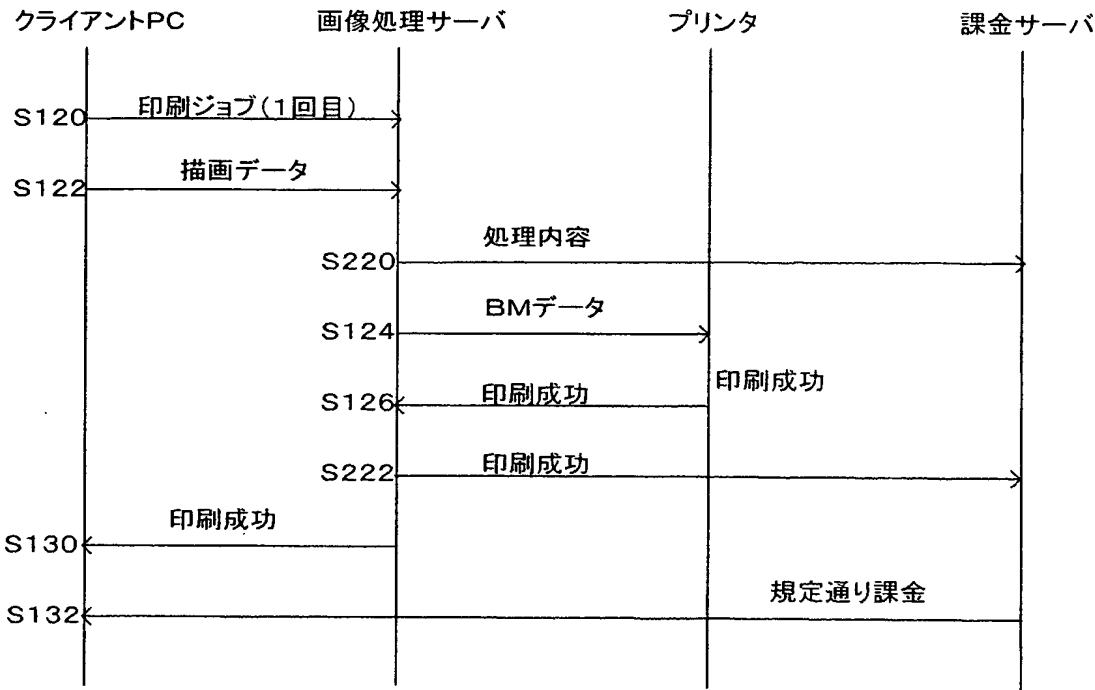 クライアントPC 画像処理サーバ プリンタ 課金サーバ
S120 印刷ジョブ(1回目)
S122 描画データ
S220 処理内容
S124 BMデータ
印刷成功
S126 印刷成功
S222 印刷成功
S130 印刷成功
S132 規定通り課金